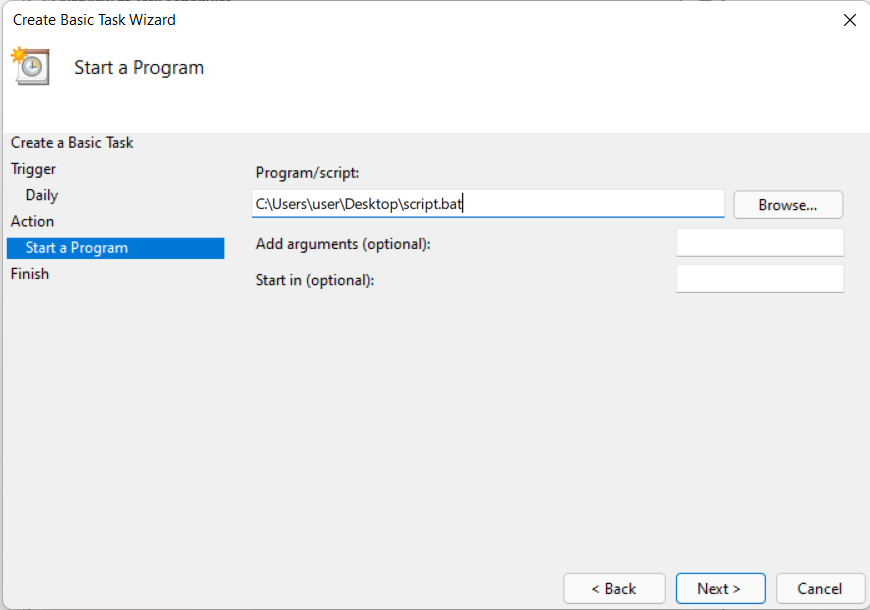 Create Basic Task Wizard
Start a Program
Create a Basic Task
Trigger
Daily
Action
Start a Program
Finish
Program/script:
C:\Users\user\Desktop\script.bat
Browse...
Add arguments (optional):
Start in (optional):
< Back
Next >
Cancel